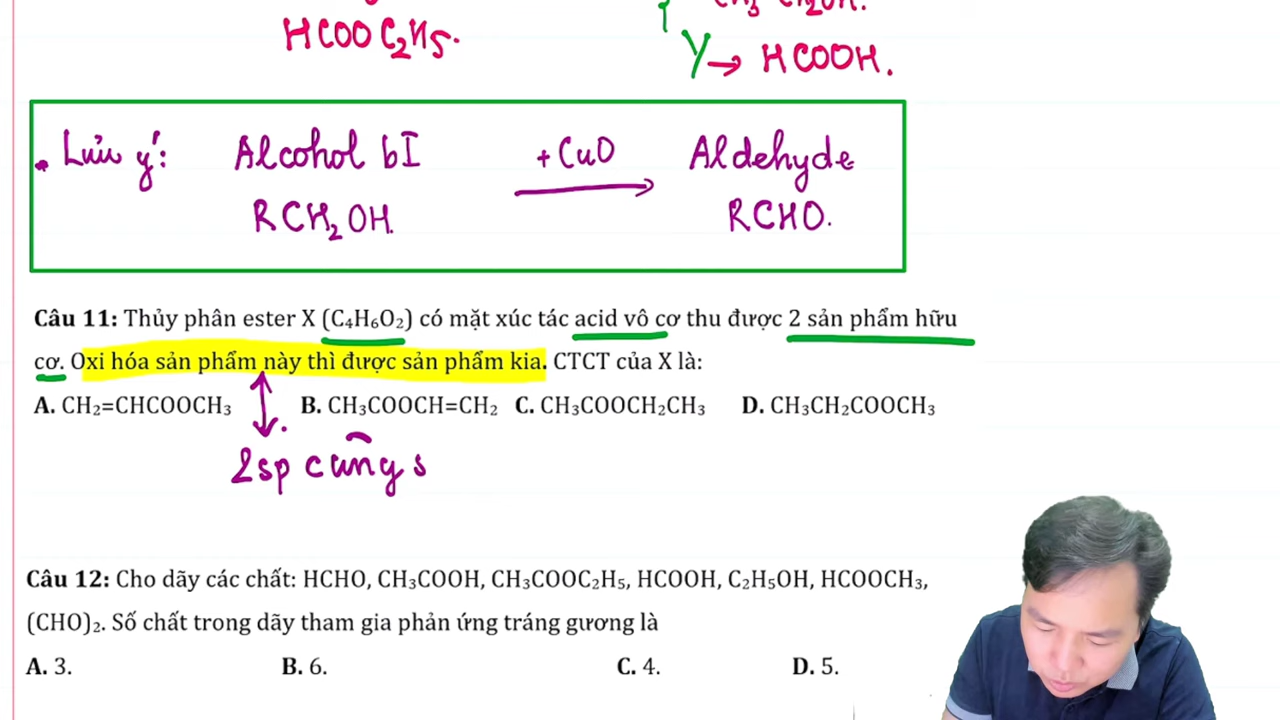 HCOOC₂H₅.
CH₃CH₂OH.
Y → HCOOH.
• Lưu ý: Alcohol bI +CuO Aldehyde
RCH₂OH. RCHO.
Câu 11: Thủy phân ester X (C₄H₆O₂) có mặt xúc tác acid vô cơ thu được 2 sản phẩm hữu
cơ. Oxi hóa sản phẩm này thì được sản phẩm kia. CTCT của X là:
A. CH₂=CHCOOCH₃ B. CH₃COOCH=CH₂ C. CH₃COOCH₂CH₃ D. CH₃CH₂COOCH₃
2sp cùng s
Câu 12: Cho dãy các chất: HCHO, CH₃COOH, CH₃COOC₂H₅, HCOOH, C₂H₅OH, HCOOCH₃,
(CHO)₂. Số chất trong dãy tham gia phản ứng tráng gương là
A. 3. B. 6. C. 4. D. 5.